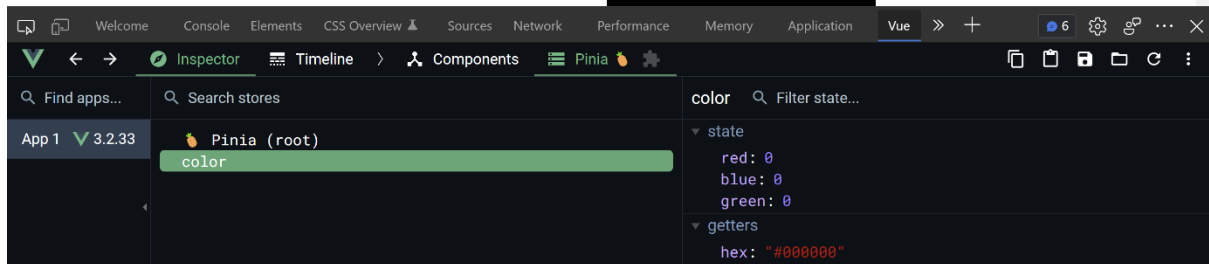 Welcome Console Elements CSS Overview Sources Network Performance Memory Application Vue 6
Inspector Timeline Components Pinia
Find apps... Search stores color Filter state...
App 1 3.2.33 Pinia (root) state
color red: 0
blue: 0
green: 0
getters
hex: "#000000"